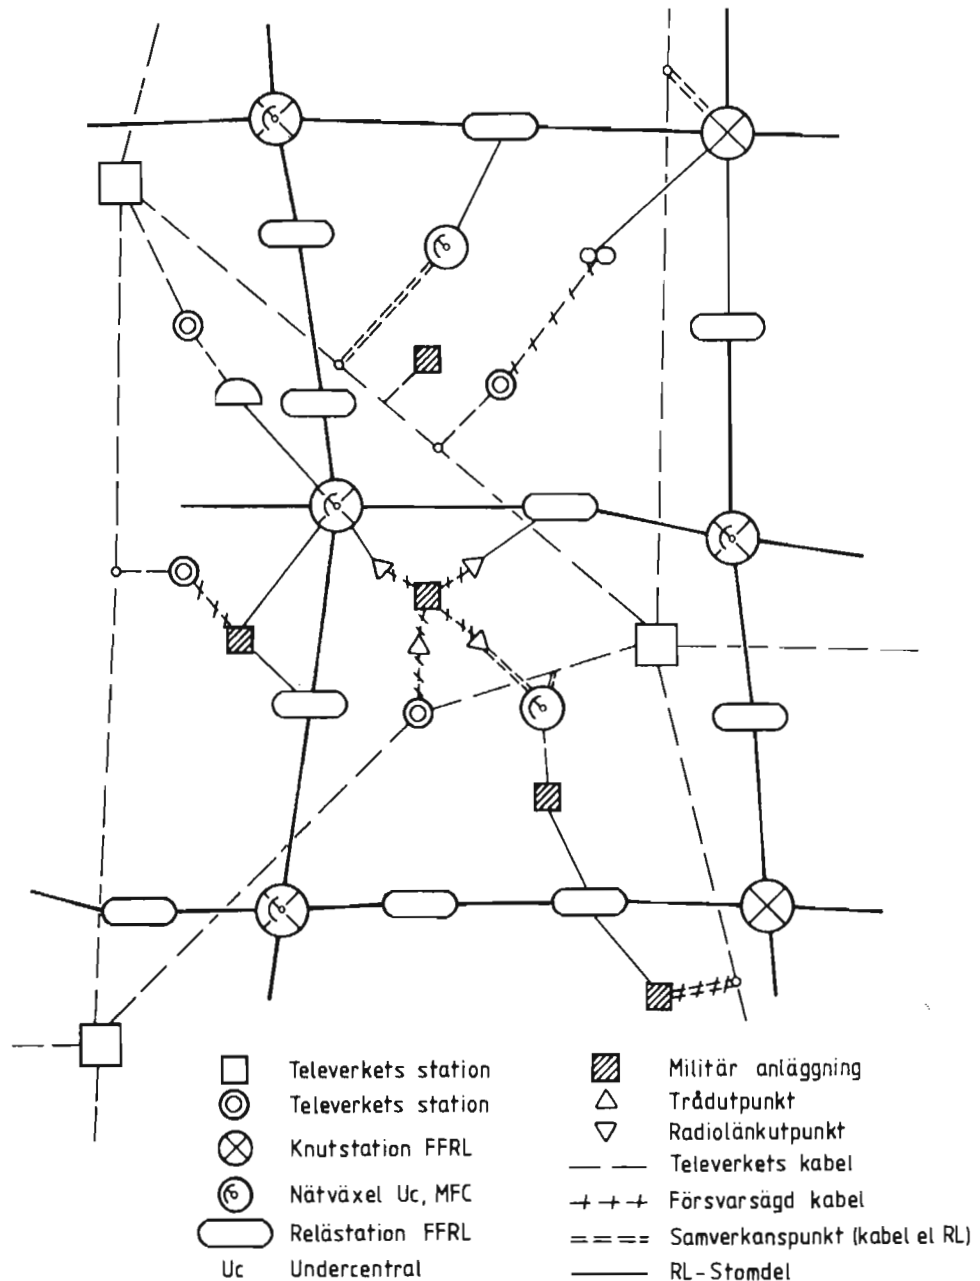 Televerkets station
Televerkets station
Knutstation FFRL
Nätväxel Uc, MFC
Relästation FFRL
Uc Undercentral
Militär anläggning
Trådutpunkt
Radiolänkutpunkt
Televerkets kabel
Försvarsägd kabel
Samverkanspunkt (kabel el RL)
RL-Stomdel